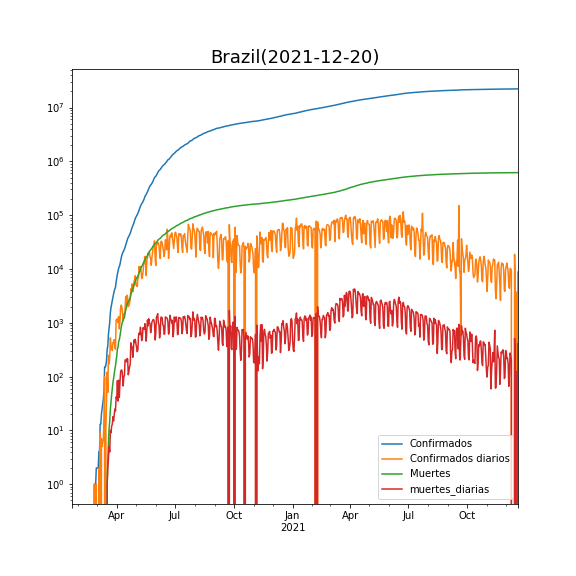 Brazil(2021-12-20)
10^7
10^6
10^5
10^4
10^3
10^2
10^1
10^0
Confirmados
Confirmados diarios
Muertes
muertes_diarias
Apr Jul Oct Jan Apr Jul Oct
2021